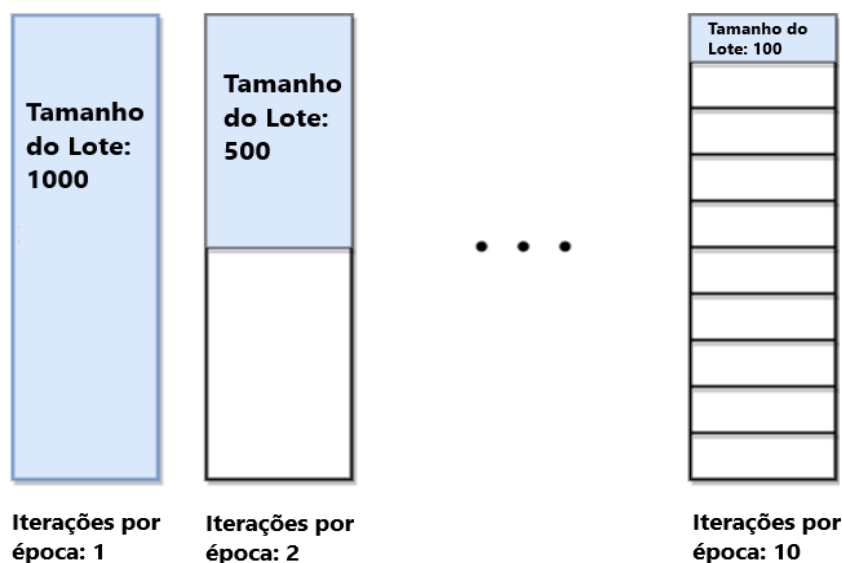 Tamanho
do Lote:
1000
Tamanho
do Lote:
500
Tamanho do
Lote: 100
Iterações por
época: 1
Iterações por
época: 2
Iterações por
época: 10